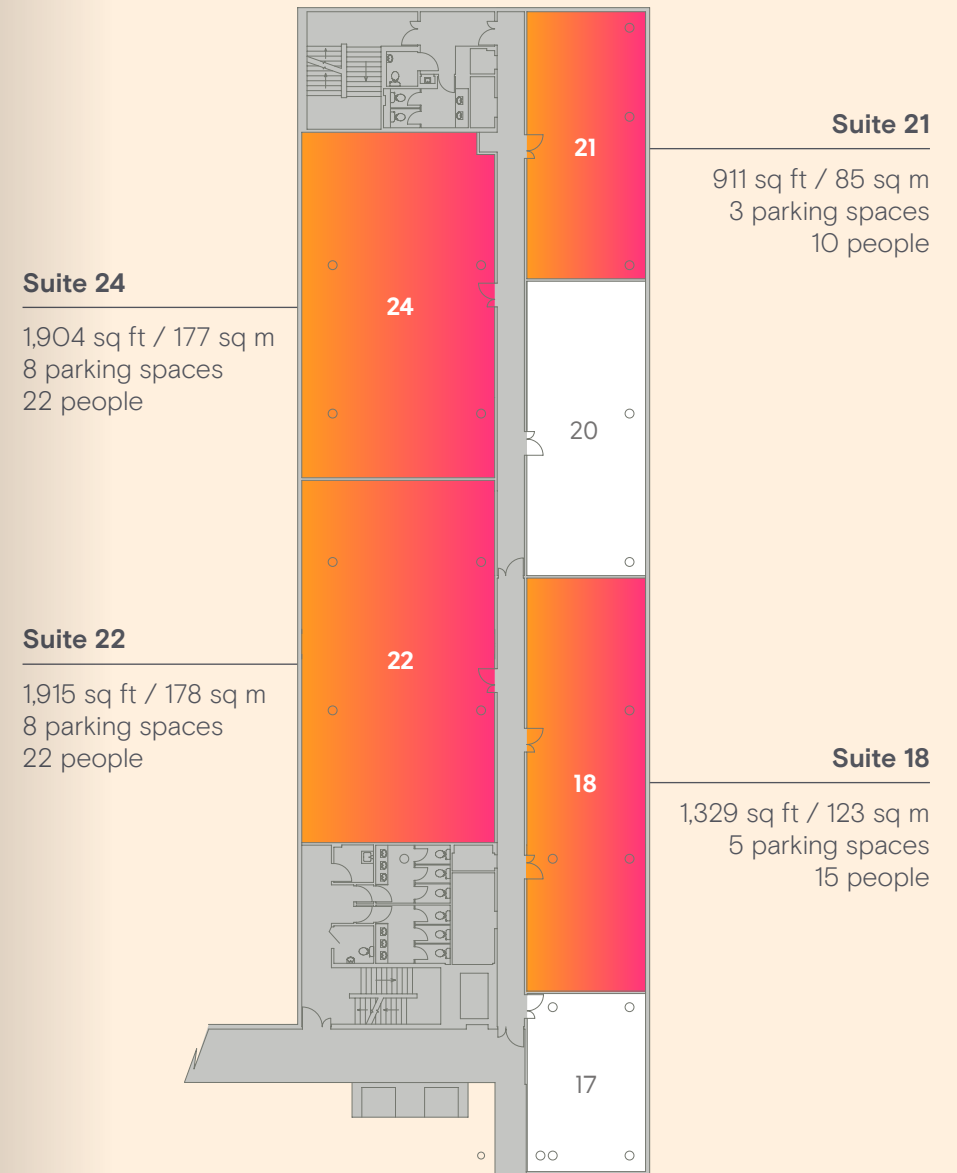 Suite 21
911 sq ft / 85 sq m
3 parking spaces
10 people
21
Suite 24
1,904 sq ft / 177 sq m
8 parking spaces
22 people
24
20
Suite 22
1,915 sq ft / 178 sq m
8 parking spaces
22 people
22
Suite 18
1,329 sq ft / 123 sq m
5 parking spaces
15 people
18
17